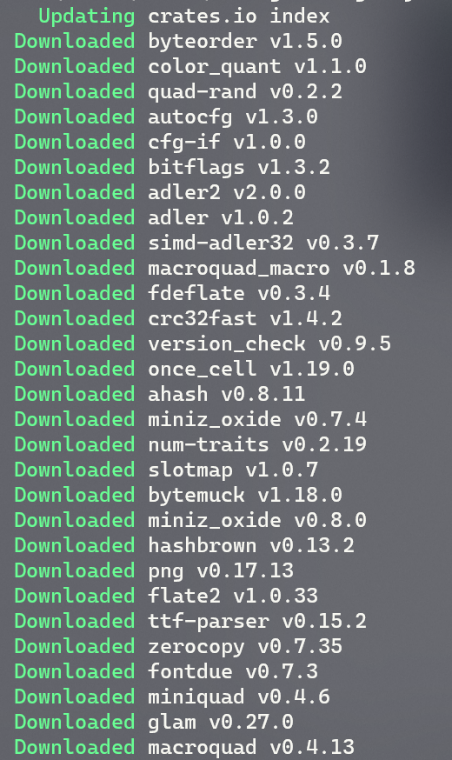 Updating crates.io index
Downloaded byteorder v1.5.0
Downloaded color_quant v1.1.0
Downloaded quad-rand v0.2.2
Downloaded autocfg v1.3.0
Downloaded cfg-if v1.0.0
Downloaded bitflags v1.3.2
Downloaded adler2 v2.0.0
Downloaded adler v1.0.2
Downloaded simd-adler32 v0.3.7
Downloaded macroquad_macro v0.1.8
Downloaded fdeflate v0.3.4
Downloaded crc32fast v1.4.2
Downloaded version_check v0.9.5
Downloaded once_cell v1.19.0
Downloaded ahash v0.8.11
Downloaded miniz_oxide v0.7.4
Downloaded num-traits v0.2.19
Downloaded slotmap v1.0.7
Downloaded bytemuck v1.18.0
Downloaded miniz_oxide v0.8.0
Downloaded hashbrown v0.13.2
Downloaded png v0.17.13
Downloaded flate2 v1.0.33
Downloaded ttf-parser v0.15.2
Downloaded zerocopy v0.7.35
Downloaded fontdue v0.7.3
Downloaded miniquad v0.4.6
Downloaded glam v0.27.0
Downloaded macroquad v0.4.13